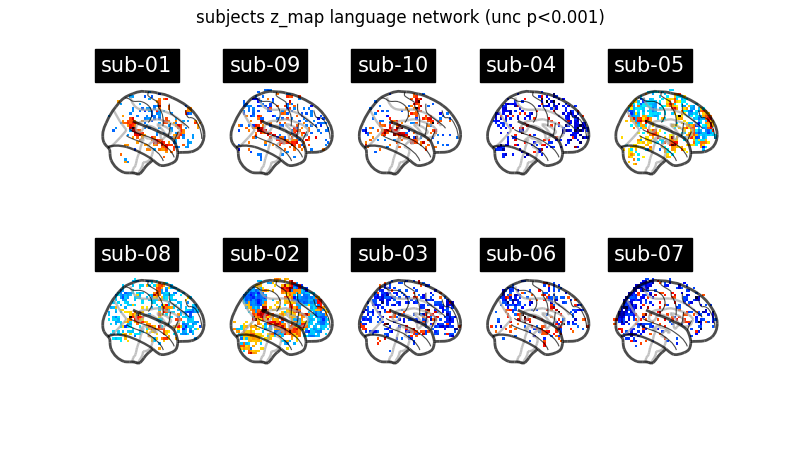 subjects z_map language network (unc p<0.001)
sub-01
sub-09
sub-10
sub-04
sub-05
sub-08
sub-02
sub-03
sub-06
sub-07